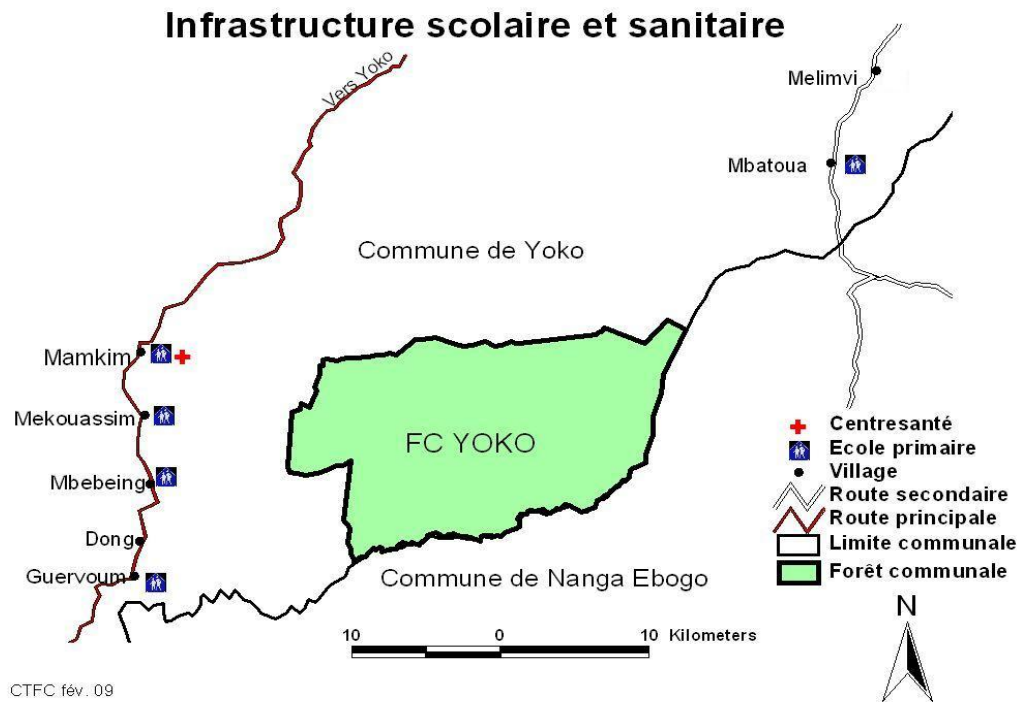 Infrastructure scolaire et sanitaire
Vers Yoko
Melimvi
Mbatoua
Commune de Yoko
Mamkim
Mekouassim
FC YOKO
Mbebeing
Dong
Guervoum
Commune de Nanga Ebogo
Centresanté
Ecole primaire
Village
Route secondaire
Route principale
Limite communale
Forêt communale
N
10 0 10 Kilometers
CTFC fév. 09